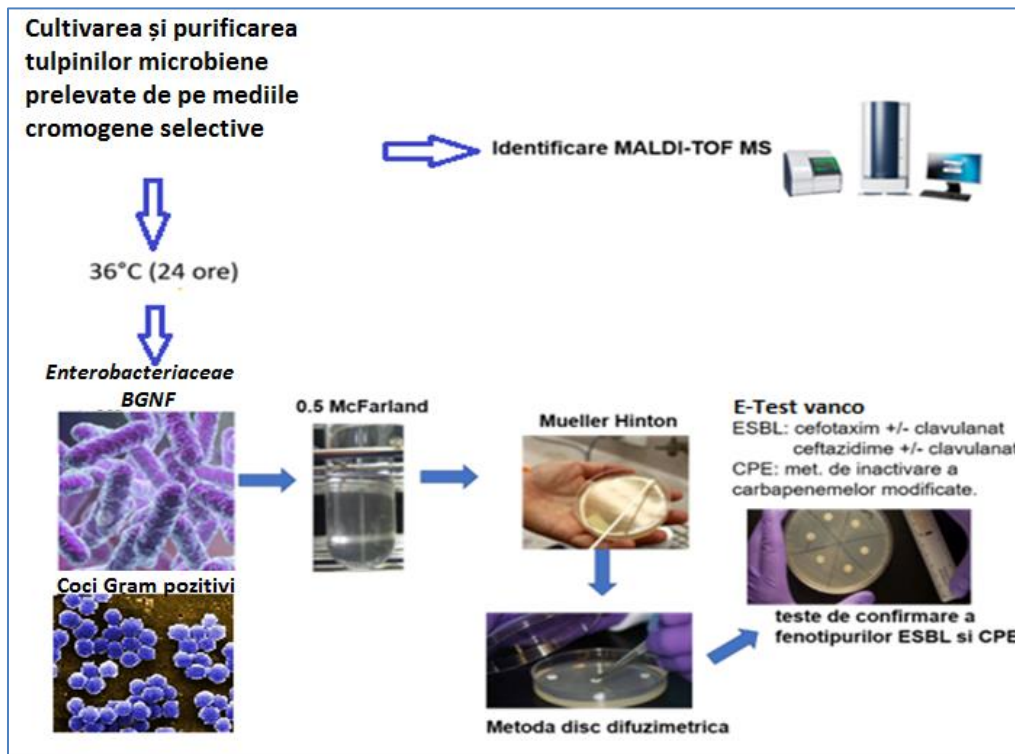 Cultivarea și purificarea
tulpinilor microbiene
prelevate de pe mediile
cromogene selective
Identificare MALDI-TOF MS
36°C (24 ore)
Enterobacteriaceae
BGNF
0.5 McFarland
Mueller Hinton
E-Test vanco
ESBL: cefotaxim +/- clavulanat
ceftazidime +/- clavulanat
CPE: met. de inactivare a
carbapenemelor modificate.
Coci Gram pozitivi
teste de confirmare a
fenotipurilor ESBL si CPE
Metoda disc difuzimetrica